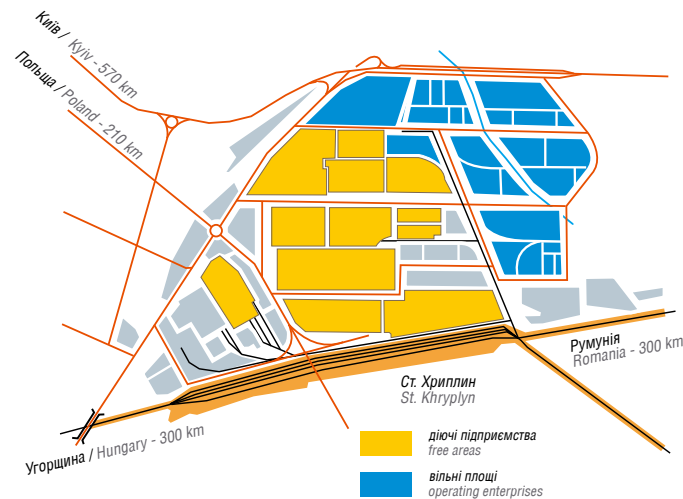 Київ / Kyiv - 570 km
Польща / Poland - 210 km
Румунія
Romania - 300 km
Ст. Хриплин
St. Khryplyn
Угорщина / Hungary - 300 km
діючі підприємства
free areas
вільні площі
operating enterprises